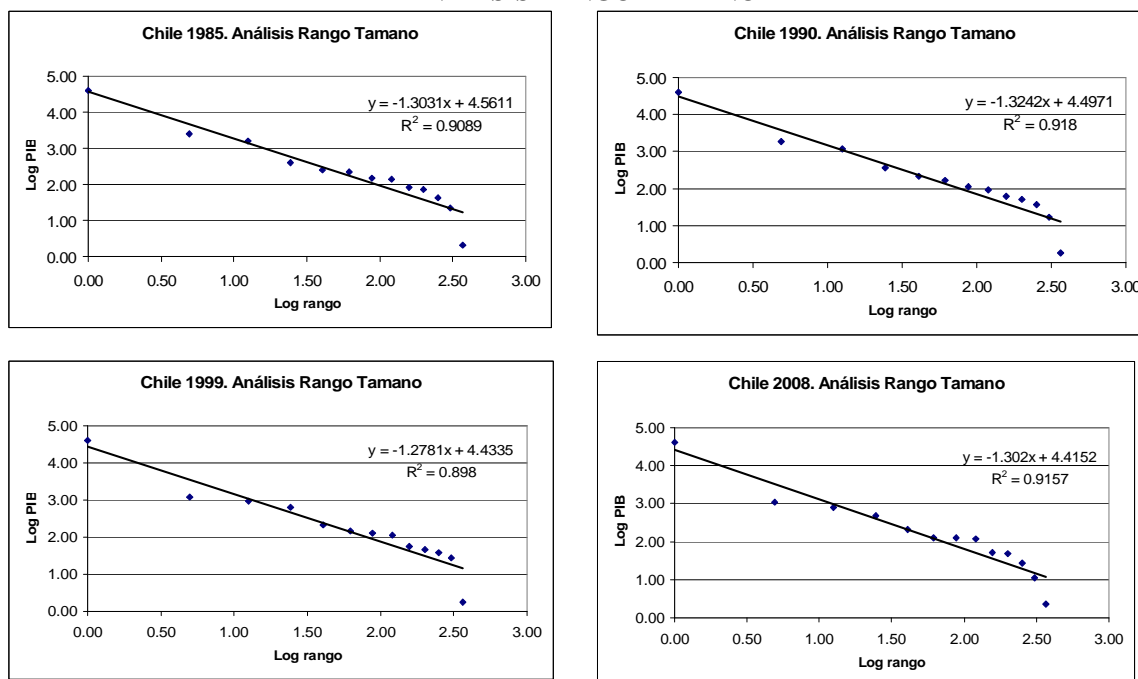 Chile 1985. Análisis Rango Tamano
y = -1.3031x + 4.5611
R² = 0.9089
Log PIB
5.00
4.00
3.00
2.00
1.00
0.00
0.00 0.50 1.00 1.50 2.00 2.50 3.00
Log rango
Chile 1990. Análisis Rango Tamano
y = -1.3242x + 4.4971
R² = 0.918
Log PIB
5.00
4.00
3.00
2.00
1.00
0.00
0.00 0.50 1.00 1.50 2.00 2.50 3.00
Log rango
Chile 1999. Análisis Rango Tamano
y = -1.2781x + 4.4335
R² = 0.898
Log PIB
5.00
4.00
3.00
2.00
1.00
0.00
0.00 0.50 1.00 1.50 2.00 2.50 3.00
Log rango
Chile 2008. Análisis Rango Tamano
y = -1.302x + 4.4152
R² = 0.9157
Log PIB
5.00
4.00
3.00
2.00
1.00
0.00
0.00 0.50 1.00 1.50 2.00 2.50 3.00
Log rango